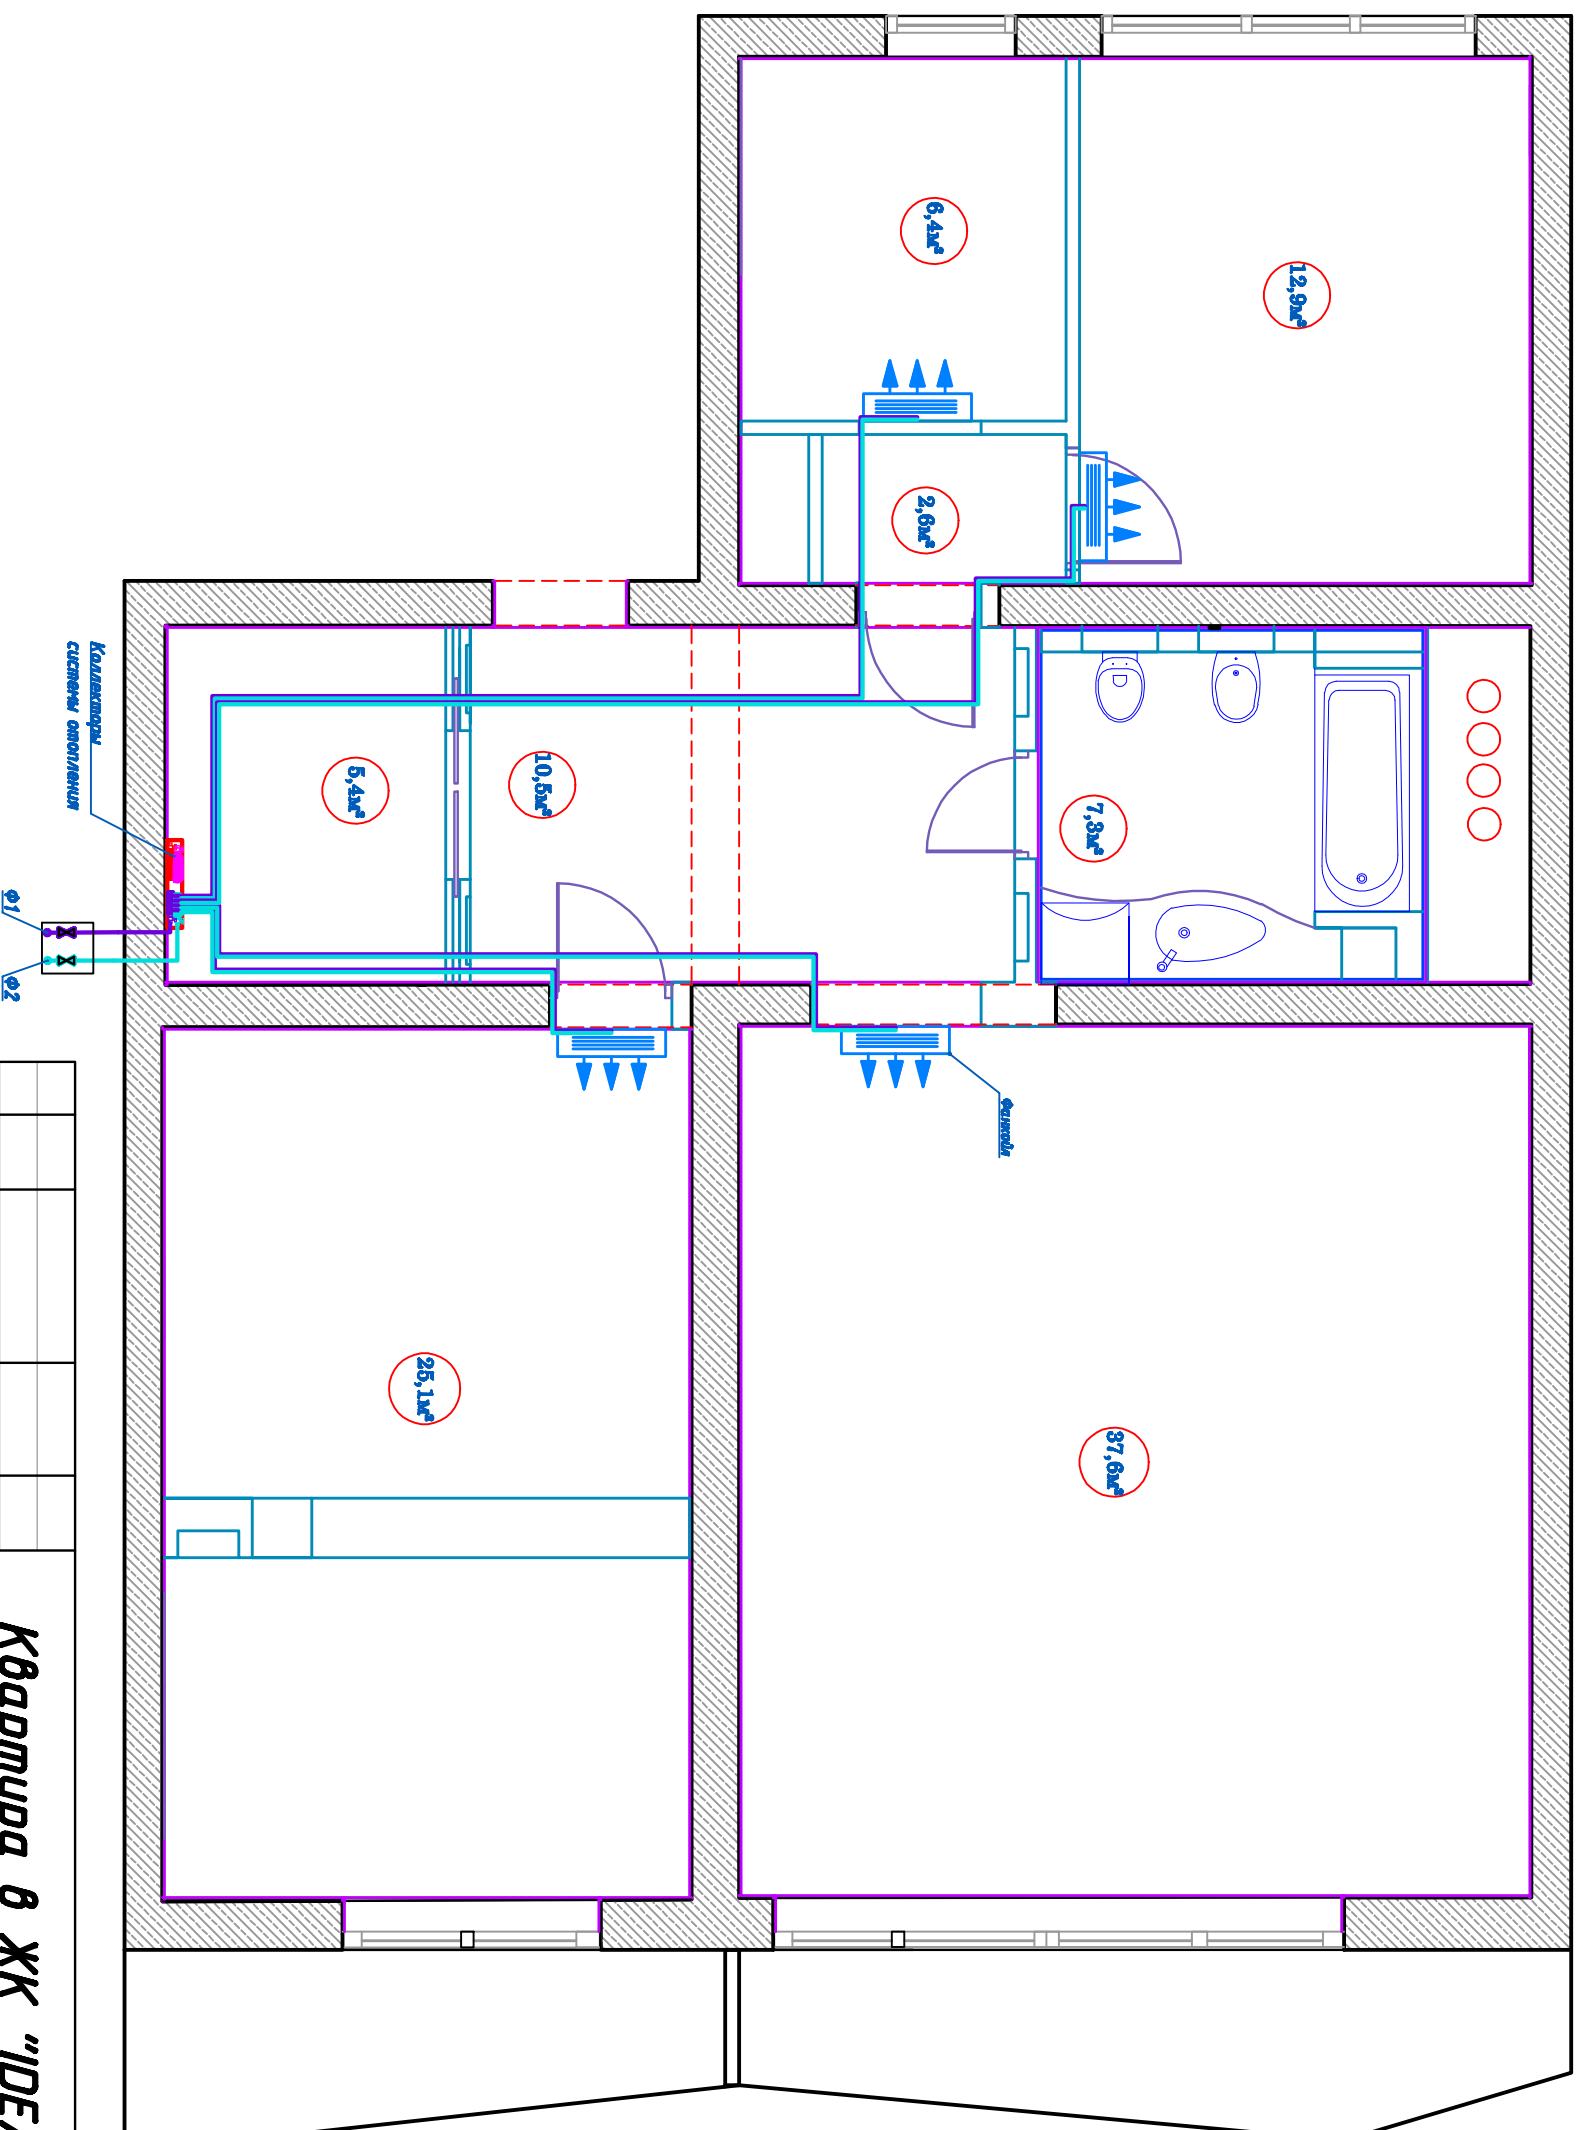 12,9м²
6,4м²
2,6м²
7,3м²
10,5м²
5,4м²
Коллекторы
системы отопления
Ф1
Ф2
Фанкойл
37,6м²
25,1м²
Квартира в ЖК "IDEA